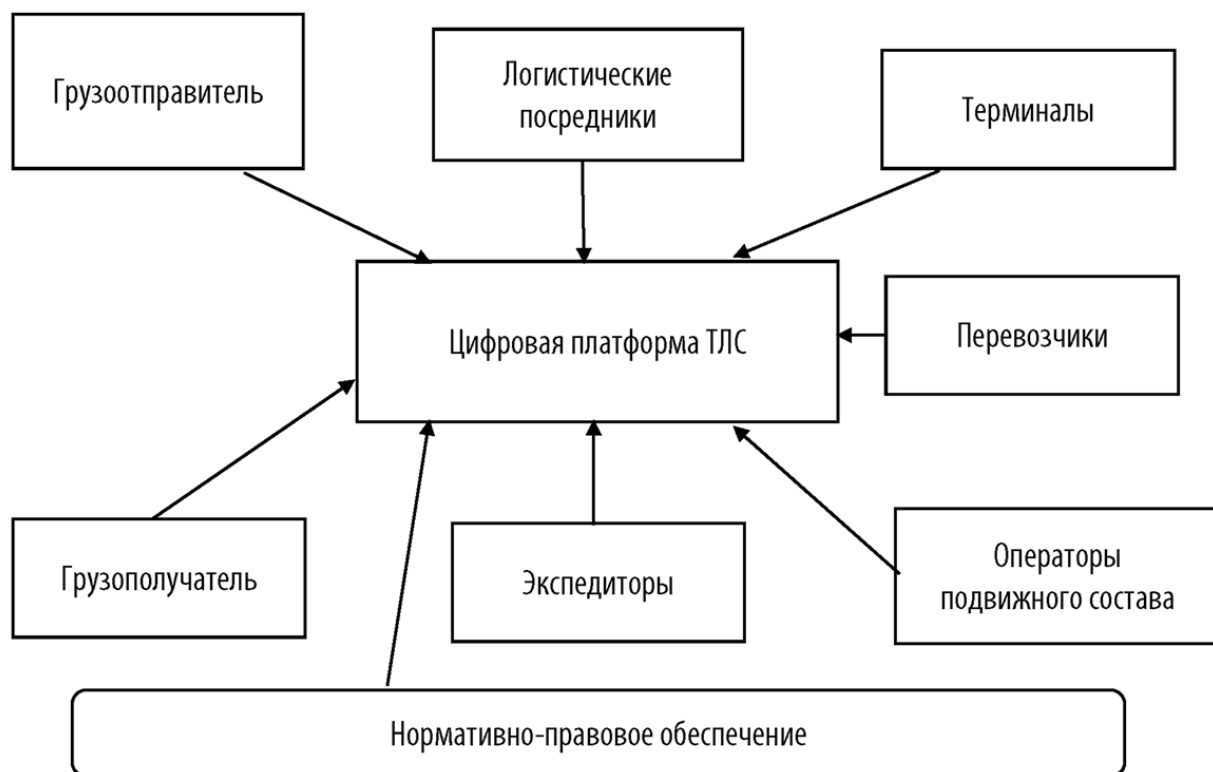 Грузоотправитель
Логистические
посредники
Терминалы
Цифровая платформа ТЛС
Перевозчики
Грузополучатель
Экспедиторы
Операторы
подвижного состава
Нормативно-правовое обеспечение